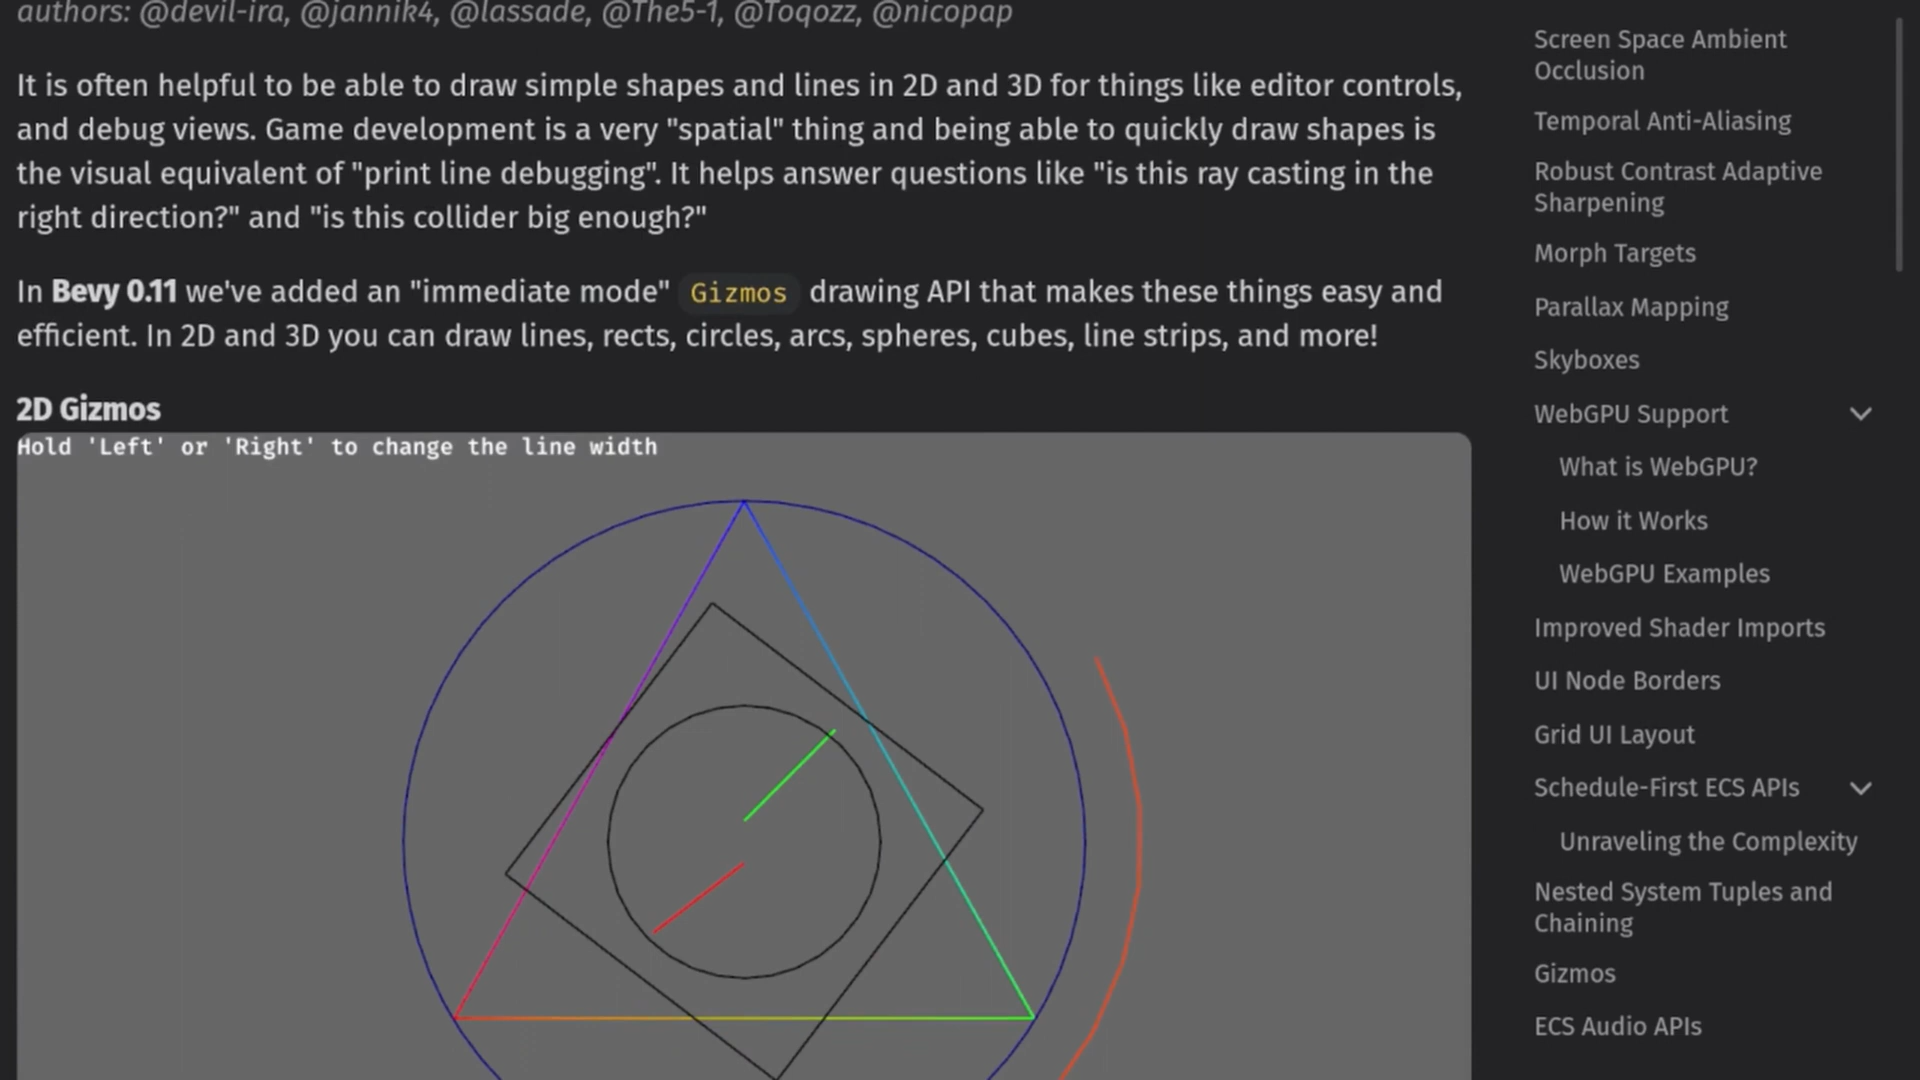 authors: @devil-ira, @jannik4, @lassade, @The5-1, @Toqozz, @nicopap
It is often helpful to be able to draw simple shapes and lines in 2D and 3D for things like editor controls,
and debug views. Game development is a very "spatial" thing and being able to quickly draw shapes is
the visual equivalent of "print line debugging". It helps answer questions like "is this ray casting in the
right direction?" and "is this collider big enough?"
In Bevy 0.11 we've added an "immediate mode" Gizmos drawing API that makes these things easy and
efficient. In 2D and 3D you can draw lines, rects, circles, arcs, spheres, cubes, line strips, and more!
2D Gizmos
Hold 'Left' or 'Right' to change the line width
Screen Space Ambient
Occlusion
Temporal Anti-Aliasing
Robust Contrast Adaptive
Sharpening
Morph Targets
Parallax Mapping
Skyboxes
WebGPU Support
What is WebGPU?
How it Works
WebGPU Examples
Improved Shader Imports
UI Node Borders
Grid UI Layout
Schedule-First ECS APIs
Unraveling the Complexity
Nested System Tuples and
Chaining
Gizmos
ECS Audio APIs